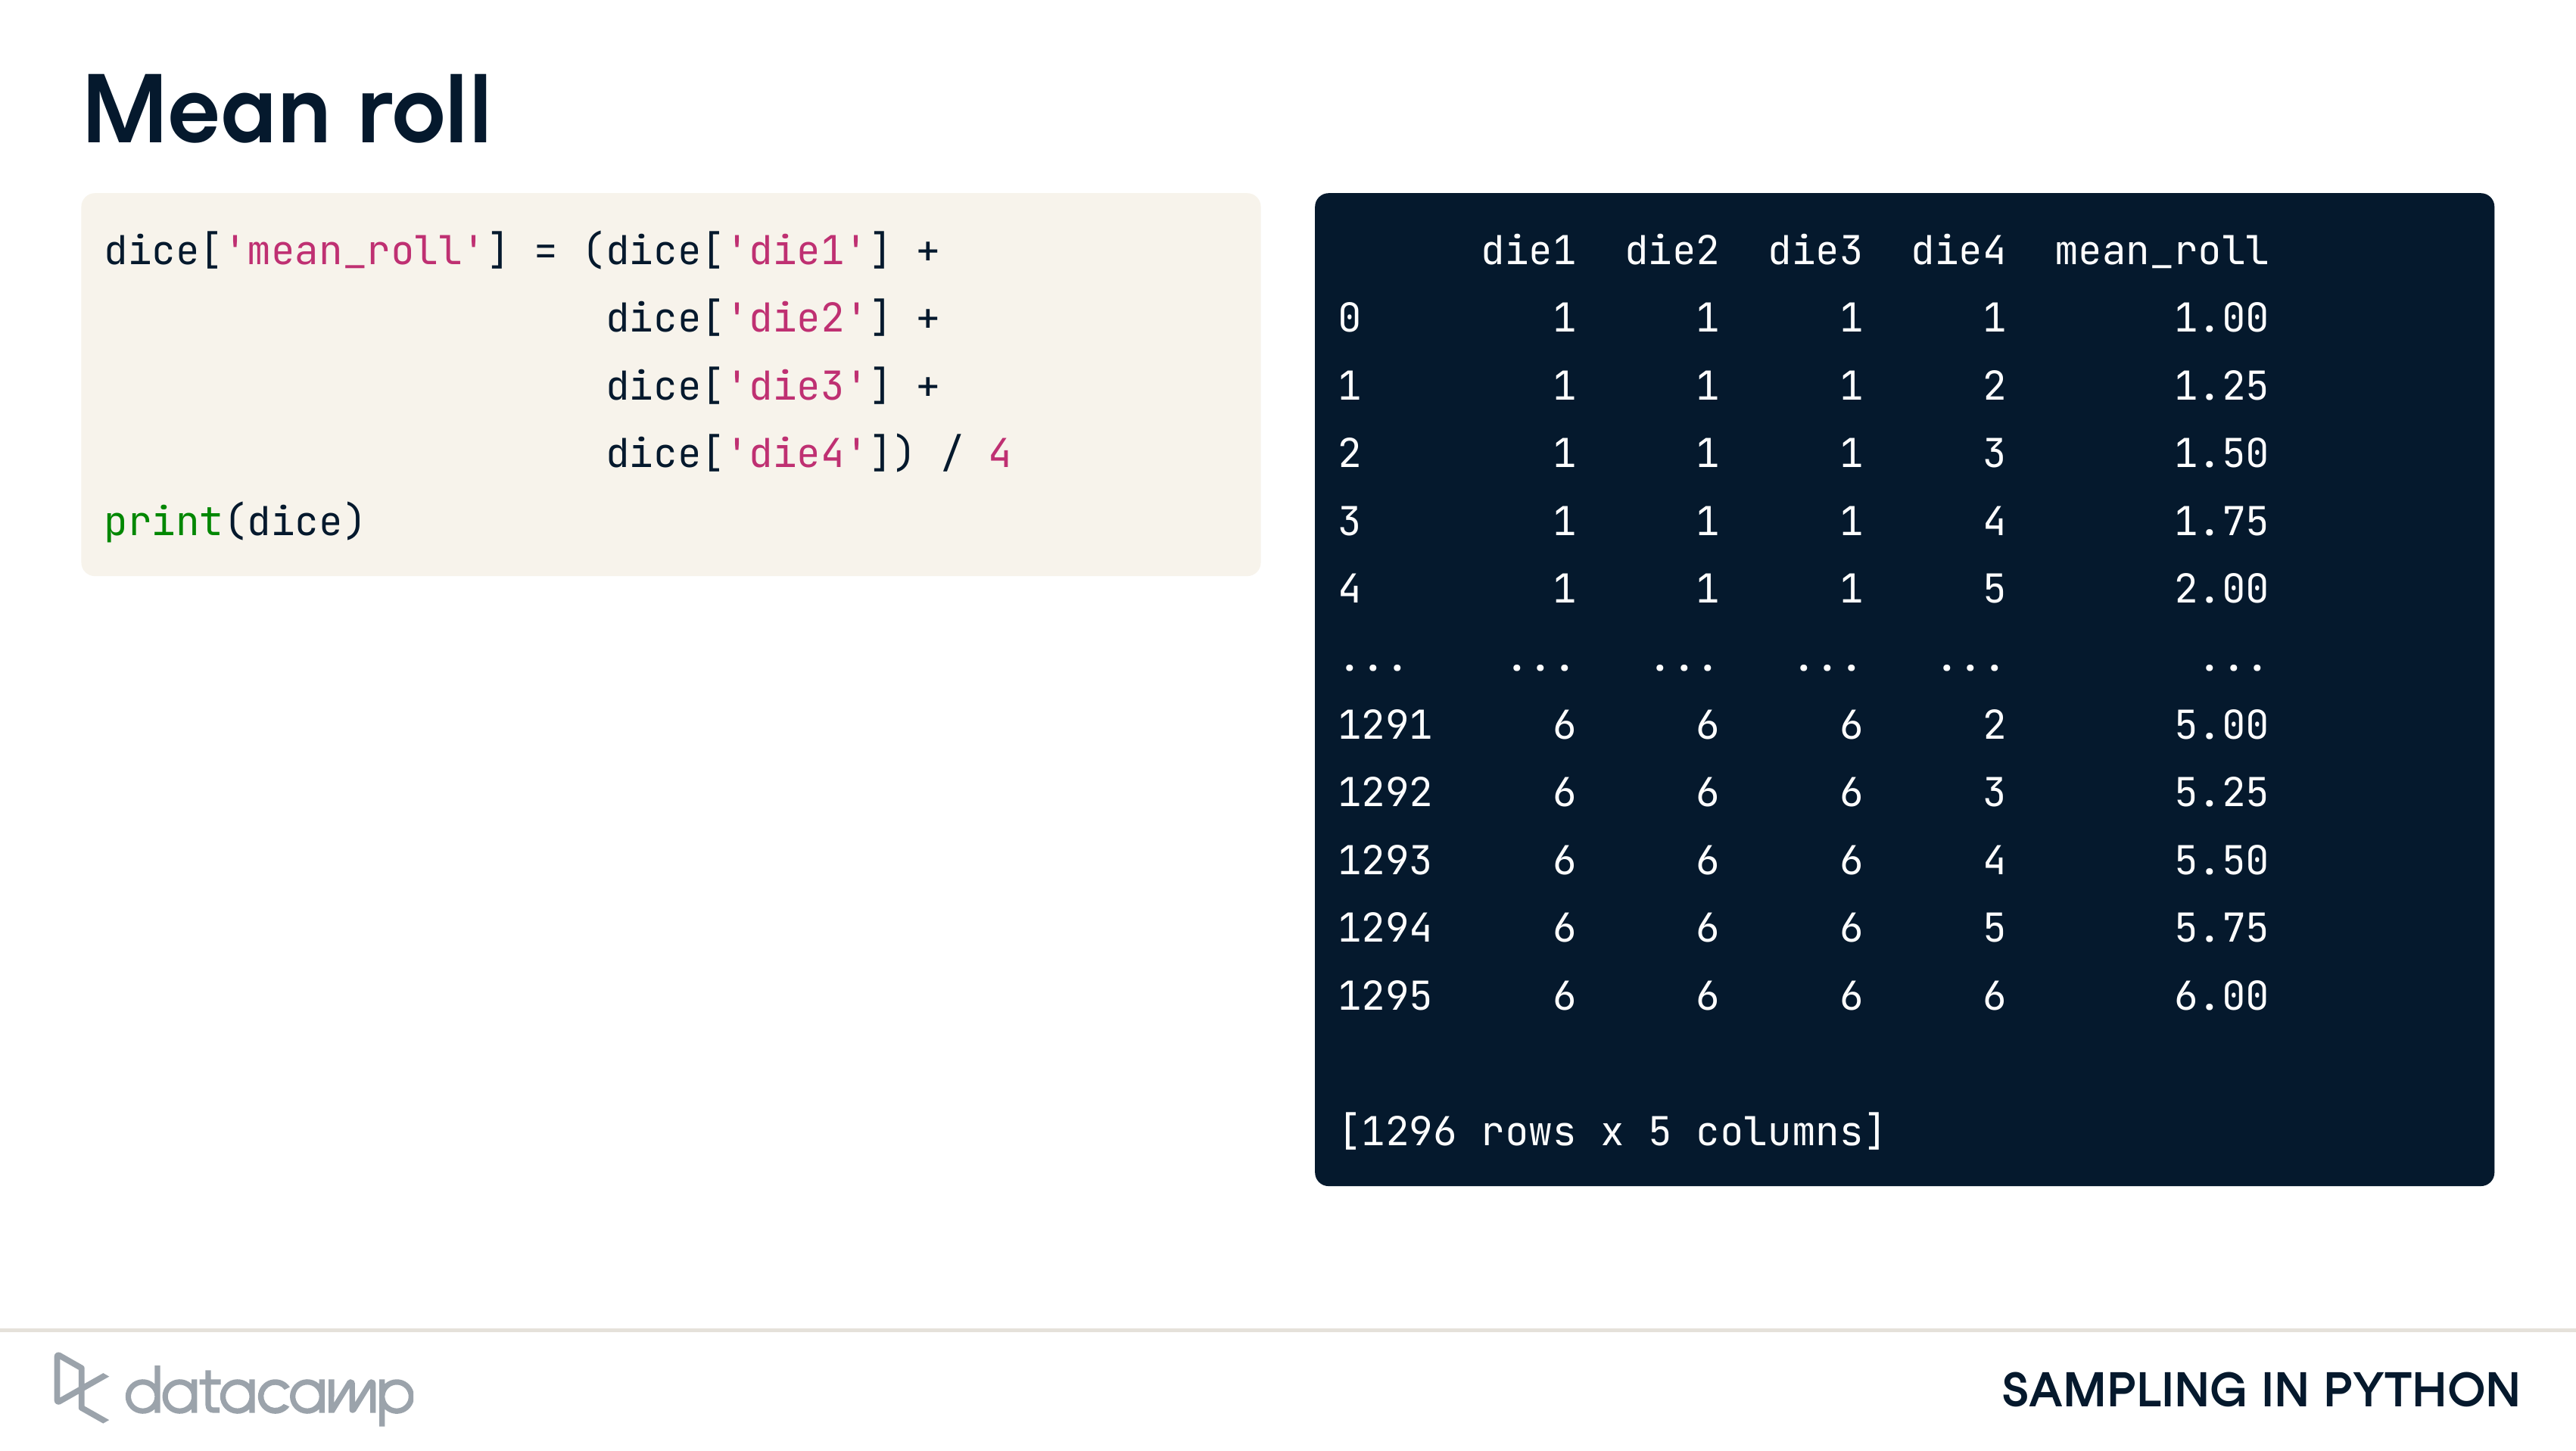 Mean roll
dice['mean_roll'] = (dice['die1'] +
dice['die2'] +
dice['die3'] +
dice['die4']) / 4
print(dice)
die1 die2 die3 die4 mean_roll
0 1 1 1 1 1.00
1 1 1 1 2 1.25
2 1 1 1 3 1.50
3 1 1 1 4 1.75
4 1 1 1 5 2.00
... ... ... ... ... ...
1291 6 6 6 2 5.00
1292 6 6 6 3 5.25
1293 6 6 6 4 5.50
1294 6 6 6 5 5.75
1295 6 6 6 6 6.00
[1296 rows x 5 columns]
datacamp
SAMPLING IN PYTHON